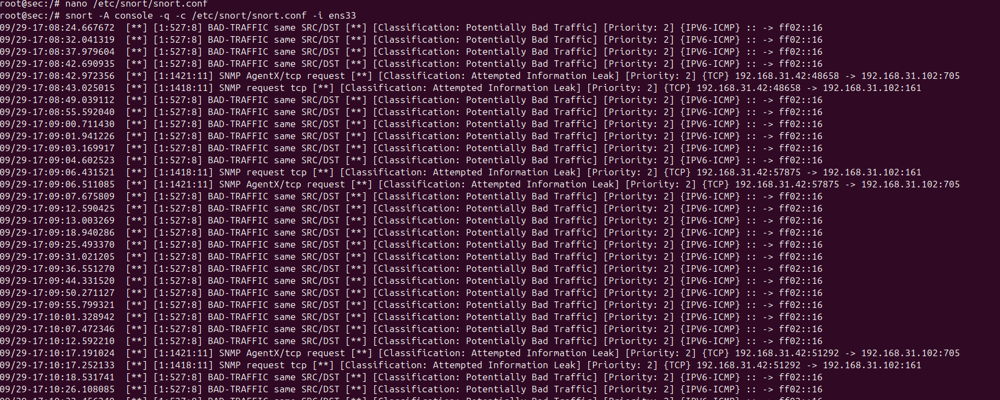 root@sec:/# nano /etc/snort/snort.conf
root@sec:/# snort -A console -q -c /etc/snort/snort.conf -i ens33
09/29-17:08:24.667672  [**] [1:527:8] BAD-TRAFFIC same SRC/DST [**] [Classification: Potentially Bad Traffic] [Priority: 2] {IPV6-ICMP} :: -> ff02::16
09/29-17:08:32.041319  [**] [1:527:8] BAD-TRAFFIC same SRC/DST [**] [Classification: Potentially Bad Traffic] [Priority: 2] {IPV6-ICMP} :: -> ff02::16
09/29-17:08:37.979604  [**] [1:527:8] BAD-TRAFFIC same SRC/DST [**] [Classification: Potentially Bad Traffic] [Priority: 2] {IPV6-ICMP} :: -> ff02::16
09/29-17:08:42.690935  [**] [1:527:8] BAD-TRAFFIC same SRC/DST [**] [Classification: Potentially Bad Traffic] [Priority: 2] {IPV6-ICMP} :: -> ff02::16
09/29-17:08:42.972356  [**] [1:1421:11] SNMP AgentX/tcp request [**] [Classification: Attempted Information Leak] [Priority: 2] {TCP} 192.168.31.42:48658 -> 192.168.31.102:705
09/29-17:08:43.025015  [**] [1:1418:11] SNMP request tcp [**] [Classification: Attempted Information Leak] [Priority: 2] {TCP} 192.168.31.42:48658 -> 192.168.31.102:161
09/29-17:08:49.039112  [**] [1:527:8] BAD-TRAFFIC same SRC/DST [**] [Classification: Potentially Bad Traffic] [Priority: 2] {IPV6-ICMP} :: -> ff02::16
09/29-17:08:55.592040  [**] [1:527:8] BAD-TRAFFIC same SRC/DST [**] [Classification: Potentially Bad Traffic] [Priority: 2] {IPV6-ICMP} :: -> ff02::16
09/29-17:09:00.711430  [**] [1:527:8] BAD-TRAFFIC same SRC/DST [**] [Classification: Potentially Bad Traffic] [Priority: 2] {IPV6-ICMP} :: -> ff02::16
09/29-17:09:01.941226  [**] [1:527:8] BAD-TRAFFIC same SRC/DST [**] [Classification: Potentially Bad Traffic] [Priority: 2] {IPV6-ICMP} :: -> ff02::16
09/29-17:09:03.169917  [**] [1:527:8] BAD-TRAFFIC same SRC/DST [**] [Classification: Potentially Bad Traffic] [Priority: 2] {IPV6-ICMP} :: -> ff02::16
09/29-17:09:04.602523  [**] [1:527:8] BAD-TRAFFIC same SRC/DST [**] [Classification: Potentially Bad Traffic] [Priority: 2] {IPV6-ICMP} :: -> ff02::16
09/29-17:09:06.431521  [**] [1:1418:11] SNMP request tcp [**] [Classification: Attempted Information Leak] [Priority: 2] {TCP} 192.168.31.42:57875 -> 192.168.31.102:161
09/29-17:09:06.511085  [**] [1:1421:11] SNMP AgentX/tcp request [**] [Classification: Attempted Information Leak] [Priority: 2] {TCP} 192.168.31.42:57875 -> 192.168.31.102:705
09/29-17:09:07.675809  [**] [1:527:8] BAD-TRAFFIC same SRC/DST [**] [Classification: Potentially Bad Traffic] [Priority: 2] {IPV6-ICMP} :: -> ff02::16
09/29-17:09:12.590425  [**] [1:527:8] BAD-TRAFFIC same SRC/DST [**] [Classification: Potentially Bad Traffic] [Priority: 2] {IPV6-ICMP} :: -> ff02::16
09/29-17:09:13.003269  [**] [1:527:8] BAD-TRAFFIC same SRC/DST [**] [Classification: Potentially Bad Traffic] [Priority: 2] {IPV6-ICMP} :: -> ff02::16
09/29-17:09:18.940286  [**] [1:527:8] BAD-TRAFFIC same SRC/DST [**] [Classification: Potentially Bad Traffic] [Priority: 2] {IPV6-ICMP} :: -> ff02::16
09/29-17:09:25.493370  [**] [1:527:8] BAD-TRAFFIC same SRC/DST [**] [Classification: Potentially Bad Traffic] [Priority: 2] {IPV6-ICMP} :: -> ff02::16
09/29-17:09:31.021205  [**] [1:527:8] BAD-TRAFFIC same SRC/DST [**] [Classification: Potentially Bad Traffic] [Priority: 2] {IPV6-ICMP} :: -> ff02::16
09/29-17:09:36.551270  [**] [1:527:8] BAD-TRAFFIC same SRC/DST [**] [Classification: Potentially Bad Traffic] [Priority: 2] {IPV6-ICMP} :: -> ff02::16
09/29-17:09:44.331520  [**] [1:527:8] BAD-TRAFFIC same SRC/DST [**] [Classification: Potentially Bad Traffic] [Priority: 2] {IPV6-ICMP} :: -> ff02::16
09/29-17:09:50.271127  [**] [1:527:8] BAD-TRAFFIC same SRC/DST [**] [Classification: Potentially Bad Traffic] [Priority: 2] {IPV6-ICMP} :: -> ff02::16
09/29-17:09:55.799321  [**] [1:527:8] BAD-TRAFFIC same SRC/DST [**] [Classification: Potentially Bad Traffic] [Priority: 2] {IPV6-ICMP} :: -> ff02::16
09/29-17:10:01.328942  [**] [1:527:8] BAD-TRAFFIC same SRC/DST [**] [Classification: Potentially Bad Traffic] [Priority: 2] {IPV6-ICMP} :: -> ff02::16
09/29-17:10:07.472346  [**] [1:527:8] BAD-TRAFFIC same SRC/DST [**] [Classification: Potentially Bad Traffic] [Priority: 2] {IPV6-ICMP} :: -> ff02::16
09/29-17:10:12.592210  [**] [1:527:8] BAD-TRAFFIC same SRC/DST [**] [Classification: Potentially Bad Traffic] [Priority: 2] {IPV6-ICMP} :: -> ff02::16
09/29-17:10:17.191024  [**] [1:1421:11] SNMP AgentX/tcp request [**] [Classification: Attempted Information Leak] [Priority: 2] {TCP} 192.168.31.42:51292 -> 192.168.31.102:705
09/29-17:10:17.252133  [**] [1:1418:11] SNMP request tcp [**] [Classification: Attempted Information Leak] [Priority: 2] {TCP} 192.168.31.42:51292 -> 192.168.31.102:161
09/29-17:10:18.531741  [**] [1:527:8] BAD-TRAFFIC same SRC/DST [**] [Classification: Potentially Bad Traffic] [Priority: 2] {IPV6-ICMP} :: -> ff02::16
09/29-17:10:26.108085  [**] [1:527:8] BAD-TRAFFIC same SRC/DST [**] [Classification: Potentially Bad Traffic] [Priority: 2] {IPV6-ICMP} :: -> ff02::16